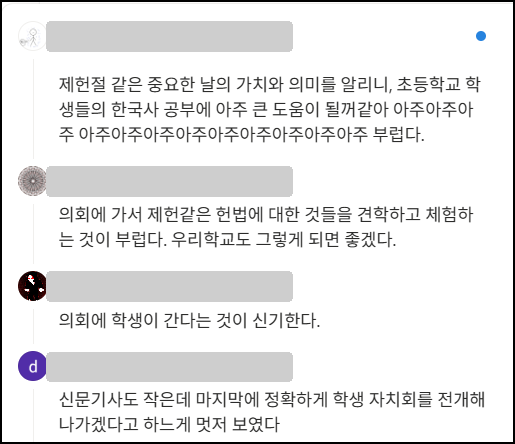 제헌절 같은 중요한 날의 가치와 의미를 알리니, 초등학교 학
생들의 한국사 공부에 아주 큰 도움이 될꺼같아 아주아주아
주 아주아주아주아주아주아주아주아주아주 부럽다.
의회에 가서 제헌같은 헌법에 대한 것들을 견학하고 체험하
는 것이 부럽다. 우리학교도 그렇게 되면 좋겠다.
의회에 학생이 간다는 것이 신기한다.
d
신문기사도 작은데 마지막에 정확하게 학생 자치회를 전개해
나가겠다고 하느게 멋저 보였다